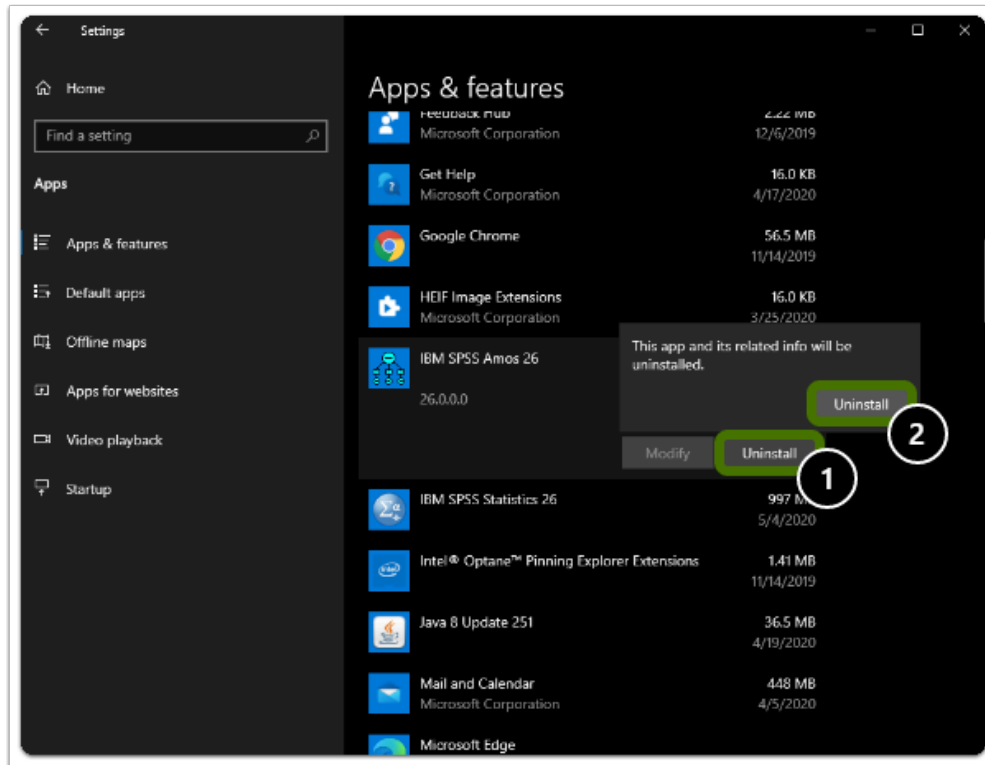 Settings
Home
Find a setting
Apps
Apps & features
Default apps
Offline maps
Apps for websites
Video playback
Startup
Apps & features
Feedback Hub
2.22 MB
Microsoft Corporation
12/6/2019
Get Help
16.0 KB
Microsoft Corporation
4/17/2020
Google Chrome
56.5 MB
11/14/2019
HEIF Image Extensions
16.0 KB
Microsoft Corporation
3/25/2020
IBM SPSS Amos 26
26.0.0.0
This app and its related info will be
uninstalled.
Uninstall
2
Modify
Uninstall
1
IBM SPSS Statistics 26
997 M
5/4/2020
Intel® Optane™ Pinning Explorer Extensions
1.41 MB
11/14/2019
Java 8 Update 251
36.5 MB
4/19/2020
Mail and Calendar
448 MB
Microsoft Corporation
4/5/2020
Microsoft Edge